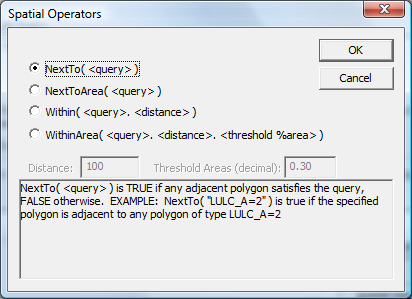 Spatial Operators
OK
NextTo( <query> )
Cancel
NextToArea( <query> )
Within( <query>. <distance> )
WithinArea( <query>. <distance>. <threshold %area> )
Distance: 100 Threshold Areas (decimal): 0.30
NextTo( <query> ) is TRUE if any adjacent polygon satisfies the query,
FALSE otherwise. EXAMPLE: NextTo( "LULC_A=2" ) is true if the specified
polygon is adjacent to any polygon of type LULC_A=2